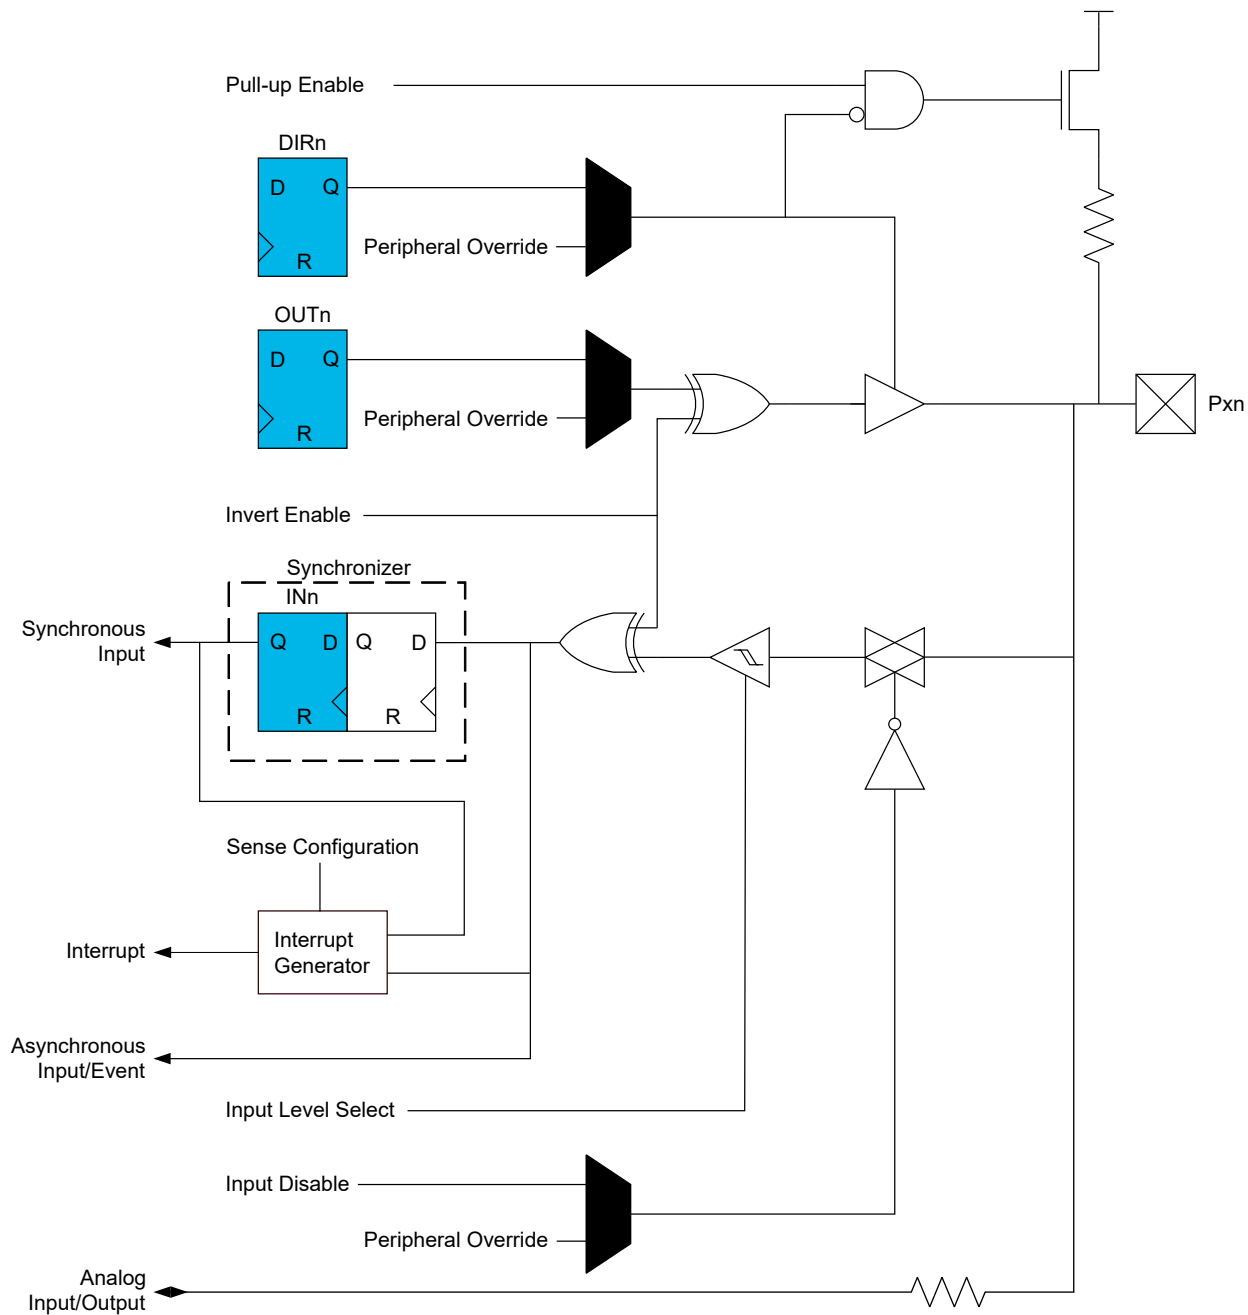 Pull-up Enable
DIRn
D Q
Peripheral Override
R
OUTn
D Q
Peripheral Override
R
Pxn
Invert Enable
Synchronizer
INn
Synchronous
Input
Q D Q D
R R
Sense Configuration
Interrupt
Interrupt
Generator
Asynchronous
Input/Event
Input Level Select
Input Disable
Peripheral Override
Analog
Input/Output